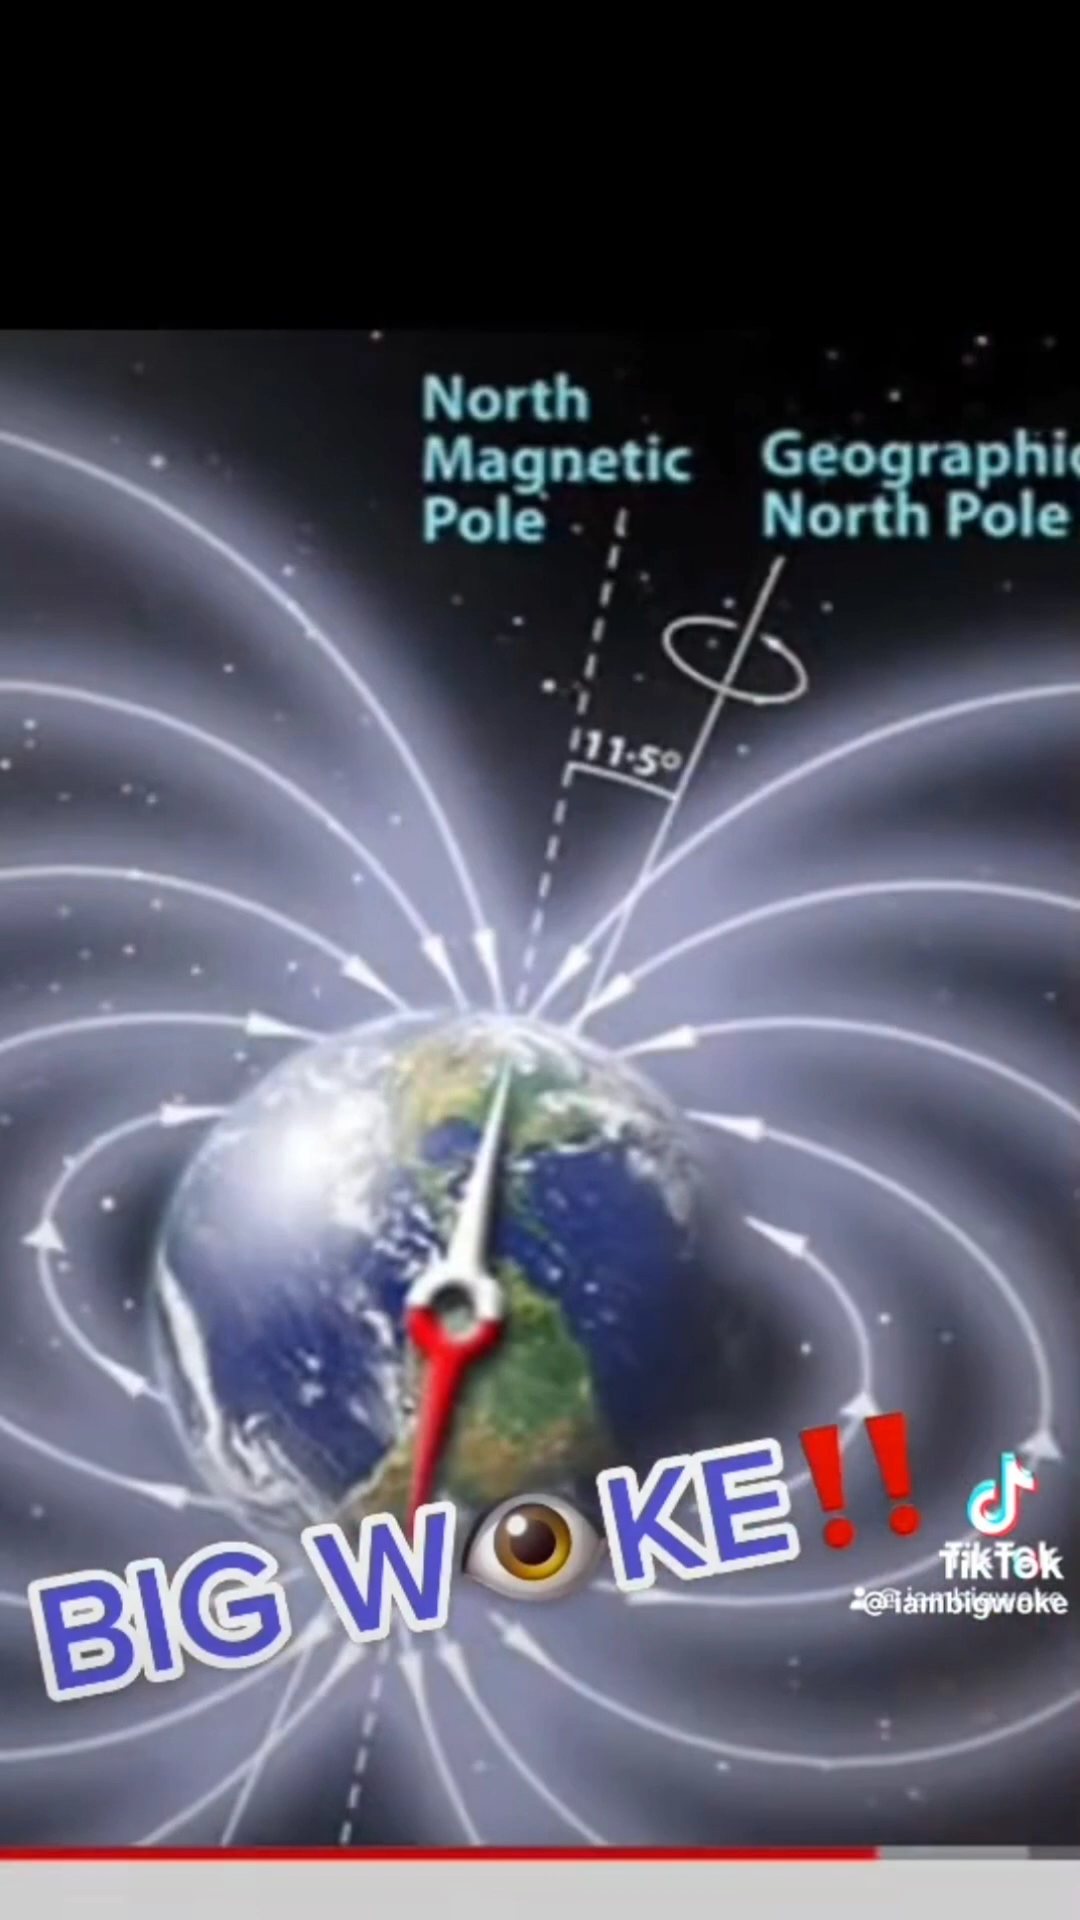 North
Magnetic
Pole
Geographic
North Pole
11.5°
BIG W👁KE‼
TikTok
@iambigwoke